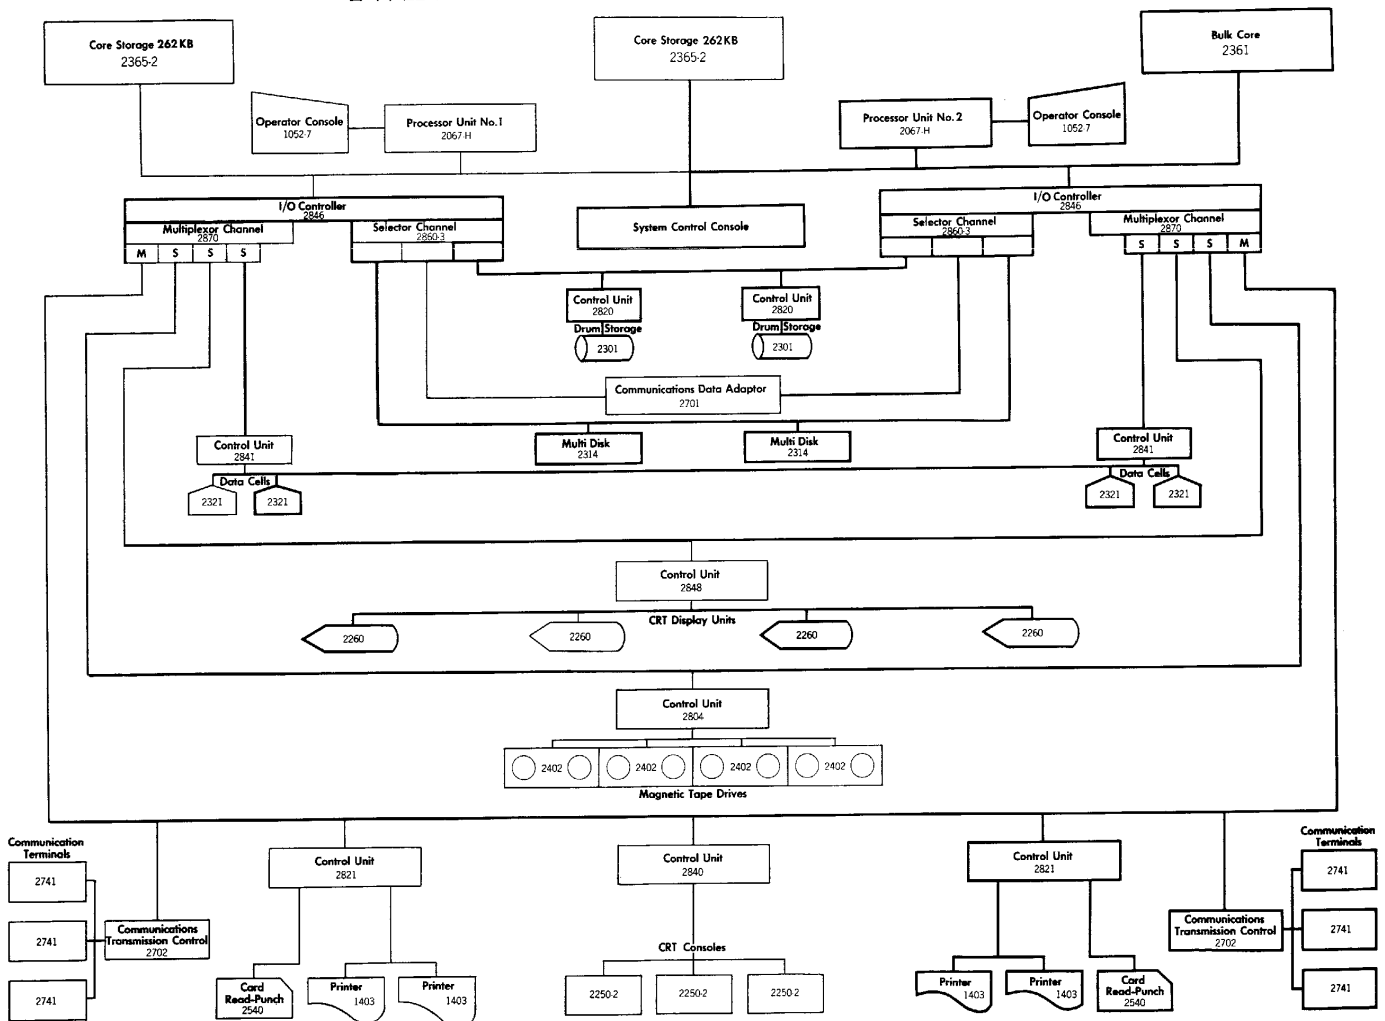 Core Storage 262KB
2365-2
Core Storage 262KB
2365-2
Bulk Core
2361
Operator Console
1052-7
Processor Unit No.1
2067-H
Processor Unit No.2
2067-H
Operator Console
1052-7
I/O Controller
2846
Multiplexor Channel
2870
Selector Channel
2860-3
M S S S
System Control Console
I/O Controller
2846
Selector Channel
2860-3
Multiplexor Channel
2870
S S S M
Control Unit
2820
Drum Storage
2301
Control Unit
2820
Drum Storage
2301
Communications Data Adaptor
2701
Multi Disk
2314
Multi Disk
2314
Control Unit
2841
Data Cells
2321
2321
Control Unit
2841
Data Cells
2321
2321
Control Unit
2848
CRT Display Units
2260
2260
2260
2260
Control Unit
2804
2402
2402
2402
2402
Magnetic Tape Drives
Communication
Terminals
2741
2741
2741
Communications
Transmission Control
2702
Control Unit
2821
Card
Read-Punch
2540
Printer
1403
Printer
1403
Control Unit
2840
CRT Consoles
2250-2
2250-2
2250-2
Control Unit
2821
Printer
1403
Printer
1403
Card
Read-Punch
2540
Communications
Transmission Control
2702
Communication
Terminals
2741
2741
2741